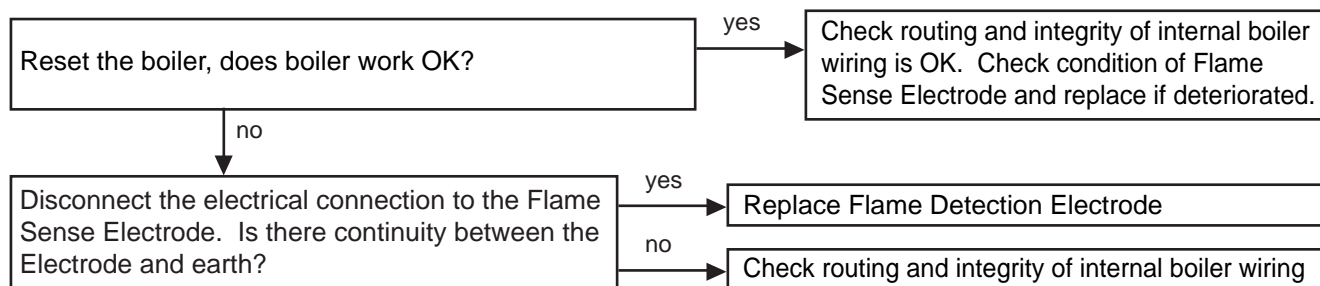 Reset the boiler, does boiler work OK?
yes
Check routing and integrity of internal boiler
wiring is OK.  Check condition of Flame
Sense Electrode and replace if deteriorated.
no
Disconnect the electrical connection to the Flame
Sense Electrode.  Is there continuity between the
Electrode and earth?
yes
Replace Flame Detection Electrode
no
Check routing and integrity of internal boiler wiring